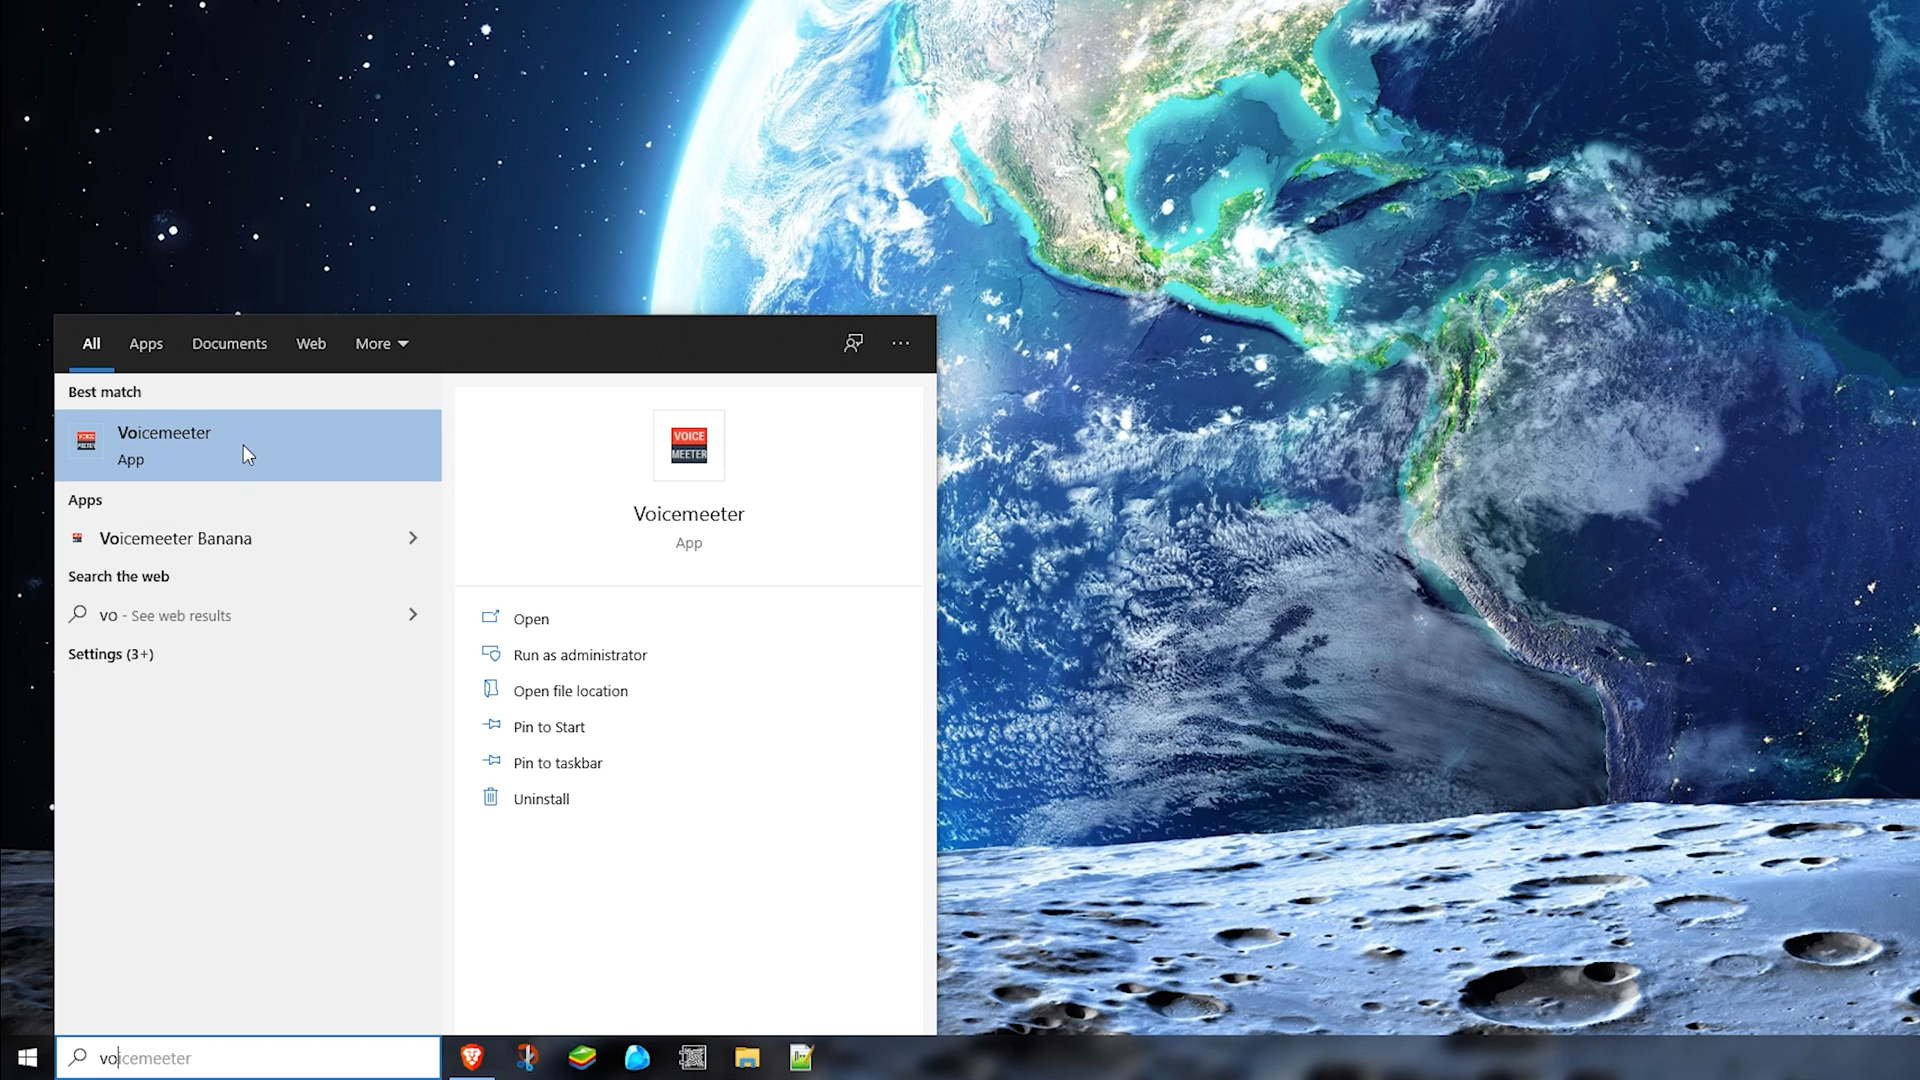 All Apps Documents Web More
Best match
Voicemeeter
App
Apps
Voicemeeter Banana
Search the web
vo - See web results
Settings (3+)
VOICE
MEETER
Voicemeeter
App
Open
Run as administrator
Open file location
Pin to Start
Pin to taskbar
Uninstall
voicemeeter